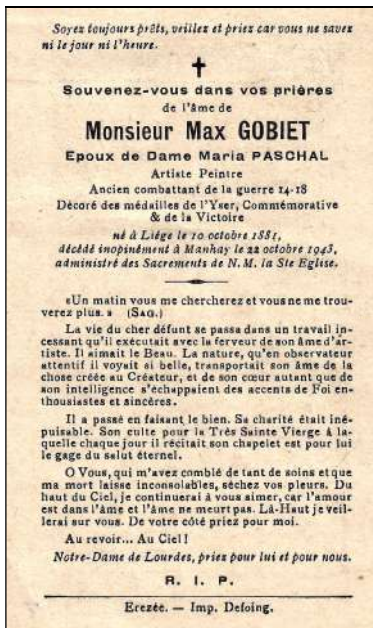 Soyez toujours prêts, veillez et priez car vous ne savez
ni le jour ni l'heure.
Souvenez-vous dans vos prières
de l'âme de
Monsieur Max GOBIET
Epoux de Dame Maria PASCHAL
Artiste Peintre
Ancien combattant de la guerre 14-18
Décoré des médailles de l'Yser, Commémorative
& de la Victoire
né à Liége le 10 octobre 1881,
décédé inopinément à Manhay le 22 octobre 1943,
administré des Sacrements de N. M. la Ste Eglise.
«Un matin vous me chercherez et vous ne me trou-
verez plus.» (SAG.)
La vie du cher défunt se passa dans un travail in-
cessant qu'il exécutait avec la ferveur de son âme d'ar-
tiste. Il aimait le Beau. La nature, qu'en observateur
attentif il voyait si belle, transportait son âme de la
chose créée au Créateur, et de son cœur autant que de
son intelligence s'échappaient des accents de Foi en-
thousiastes et sincères.
Il a passé en faisant le bien. Sa charité était iné-
puisable. Son culte pour la Très Sainte Vierge à la-
quelle chaque jour il récitait son chapelet est pour lui
le gage du salut éternel.
O Vous, qui m'avez comblé de tant de soins et que
ma mort laisse inconsolables, séchez vos pleurs. Du
haut du Ciel, je continuerai à vous aimer, car l'amour
est dans l'âme et l'âme ne meurt pas. Là-Haut je veil-
lerai sur vous. De votre côté priez pour moi.
Au revoir... Au Ciel!
Notre-Dame de Lourdes, priez pour lui et pour nous.
R. I. P.
Erezée. — Imp. Defoing.